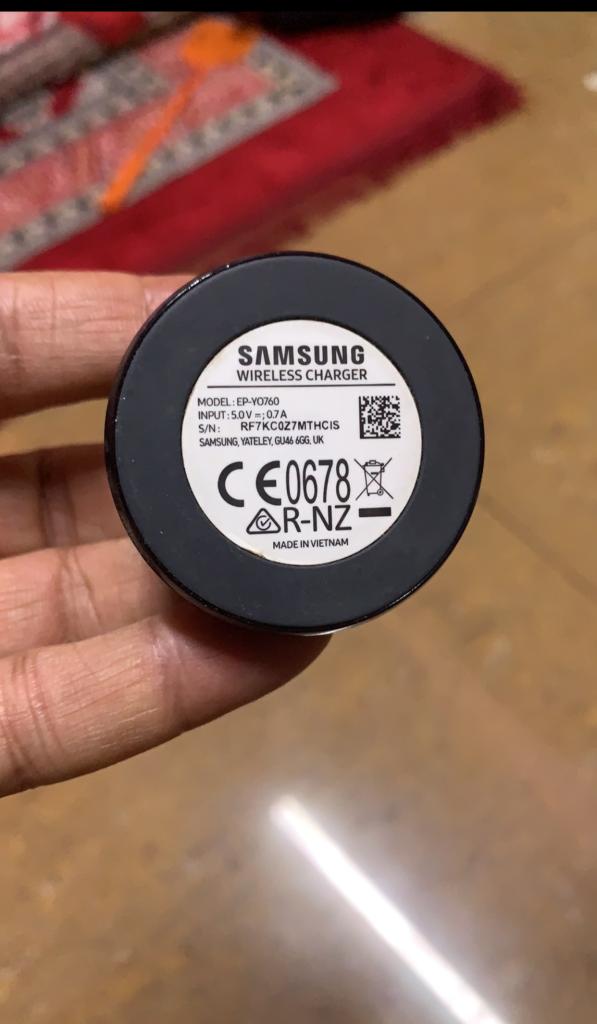 SAMSUNG
WIRELESS CHARGER
MODEL: EP-YO760
INPUT: 5.0V ⎓; 0.7A
S/N: RF7KC0Z7MTHCIS
SAMSUNG, YATELEY, GU46 6GG, UK
CE0678
R-NZ
MADE IN VIETNAM